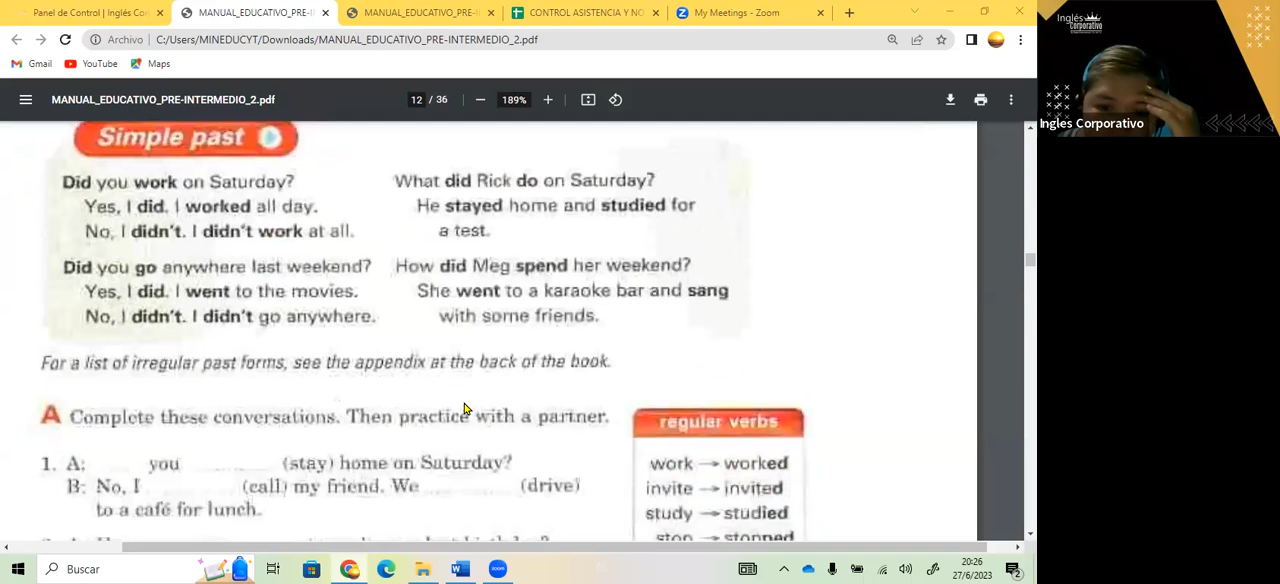 Panel de Control | Inglés Cor
MANUAL_EDUCATIVO_PRE-I
MANUAL_EDUCATIVO_PRE-I
CONTROL ASISTENCIA Y NO
My Meetings - Zoom
Archivo
C:/Users/MINEDUCYT/Downloads/MANUAL_EDUCATIVO_PRE-INTERMEDIO_2.pdf
Gmail
YouTube
Maps
MANUAL_EDUCATIVO_PRE-INTERMEDIO_2.pdf
12 / 36
189%
Simple past
Did you work on Saturday?
Yes, I did. I worked all day.
No, I didn't. I didn't work at all.
Did you go anywhere last weekend?
Yes, I did. I went to the movies.
No, I didn't. I didn't go anywhere.
What did Rick do on Saturday?
He stayed home and studied for
a test.
How did Meg spend her weekend?
She went to a karaoke bar and sang
with some friends.
For a list of irregular past forms, see the appendix at the back of the book.
A Complete these conversations. Then practice with a partner.
1. A: you (stay) home on Saturday?
B: No, I (call) my friend. We (drive)
to a café for lunch.
regular verbs
work → worked
invite → invited
study → studied
stop → stopped
Inglés
Corporativo
Ingles Corporativo
Buscar
20:26
27/6/2023